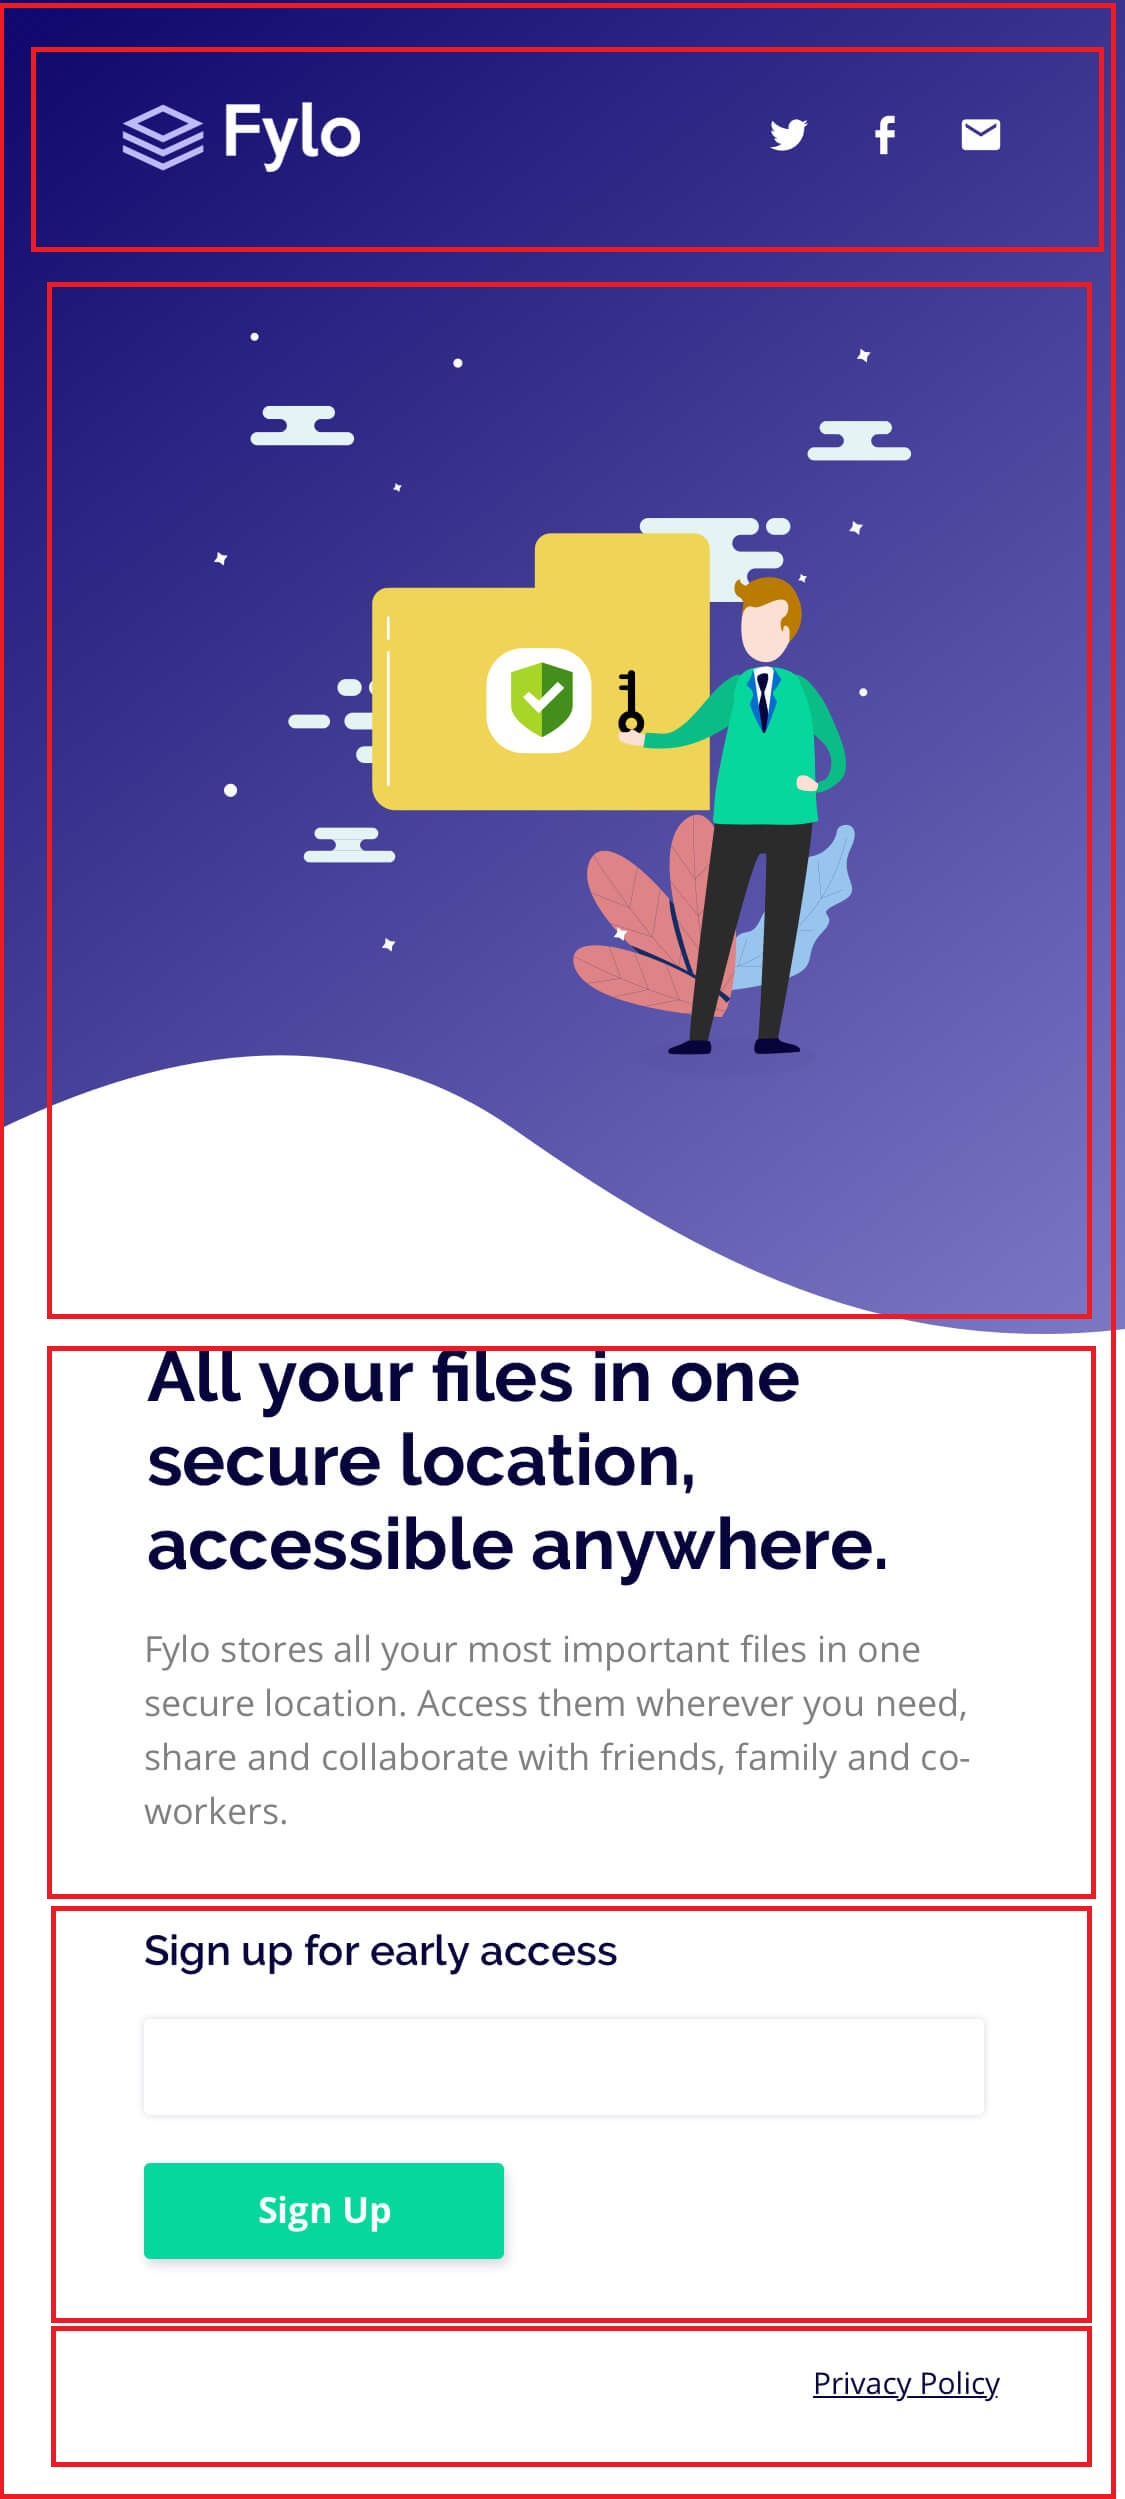 Fylo
All your files in one
secure location,
accessible anywhere.
Fylo stores all your most important files in one
secure location. Access them wherever you need,
share and collaborate with friends, family and co-
workers.
Sign up for early access
Sign Up
Privacy Policy